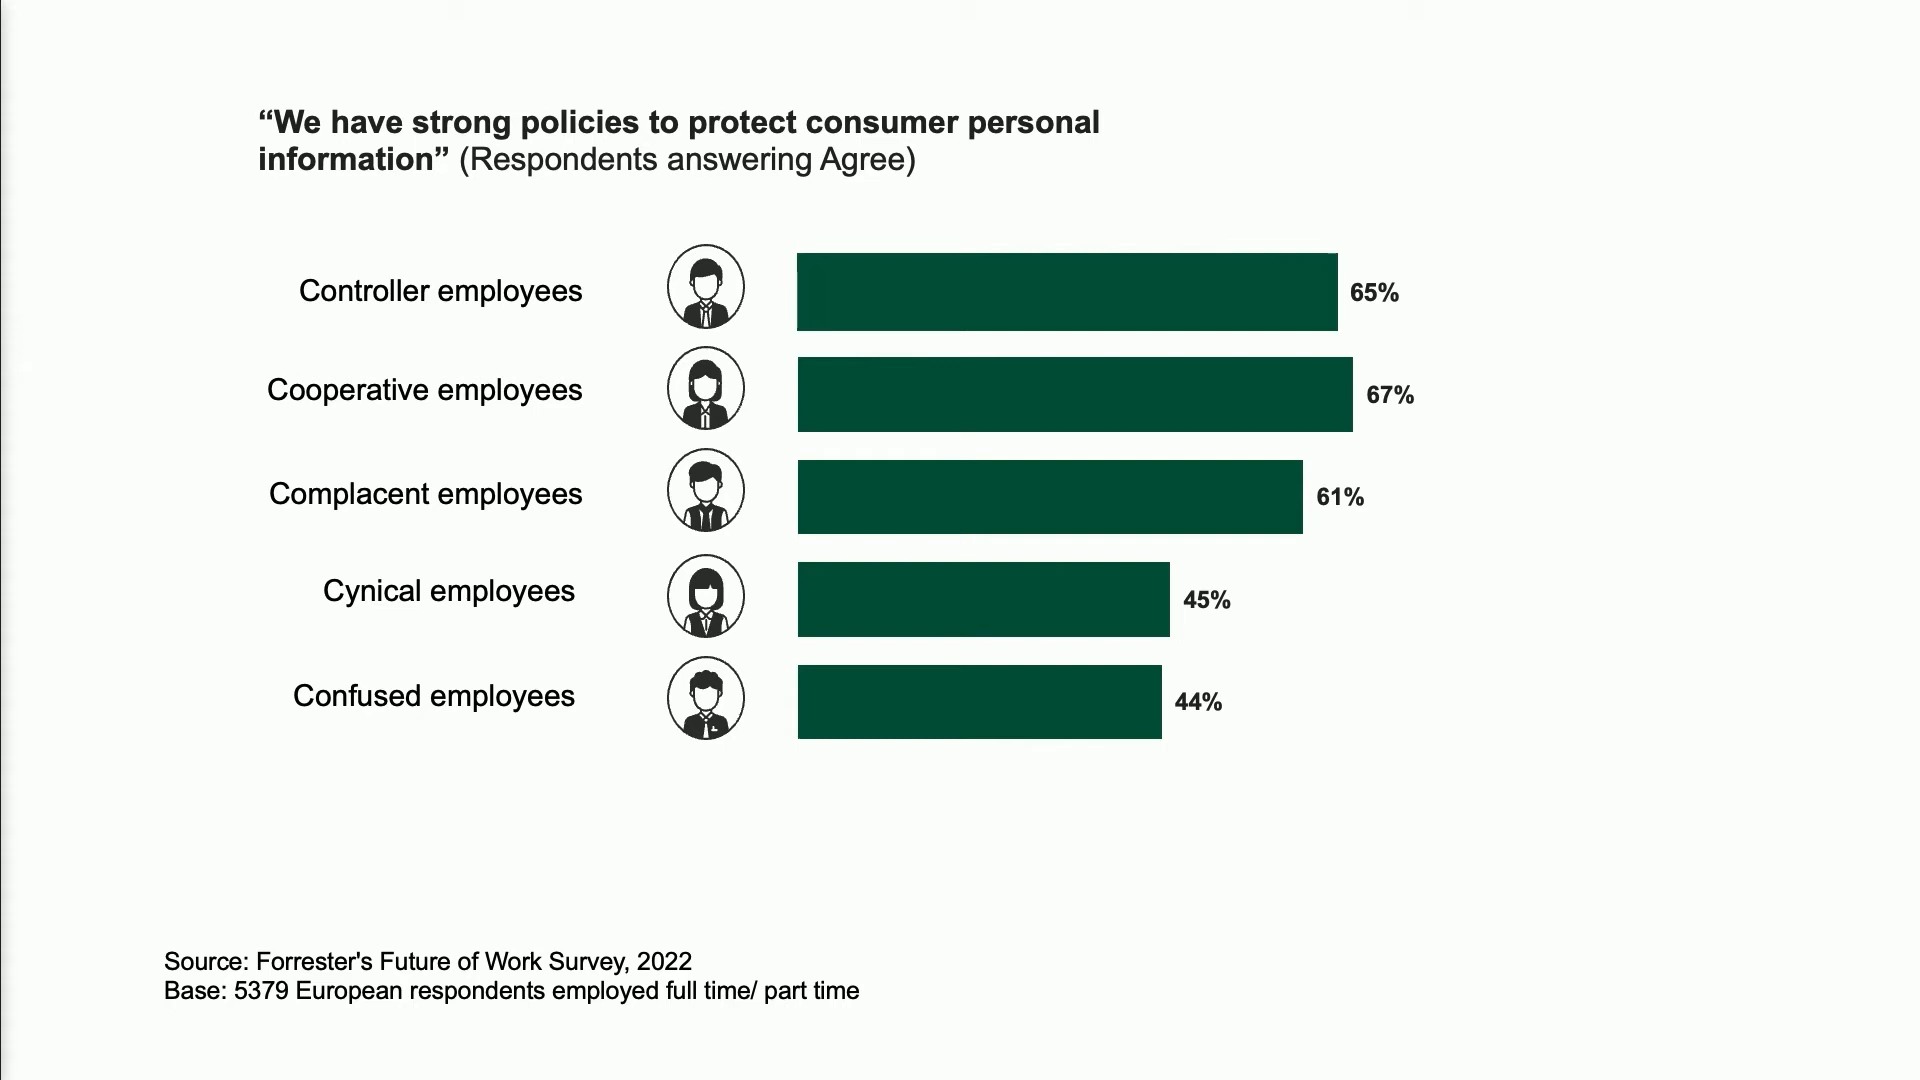 “We have strong policies to protect consumer personal
information” (Respondents answering Agree)
Controller employees
65%
Cooperative employees
67%
Complacent employees
61%
Cynical employees
45%
Confused employees
44%
Source: Forrester's Future of Work Survey, 2022
Base: 5379 European respondents employed full time/ part time